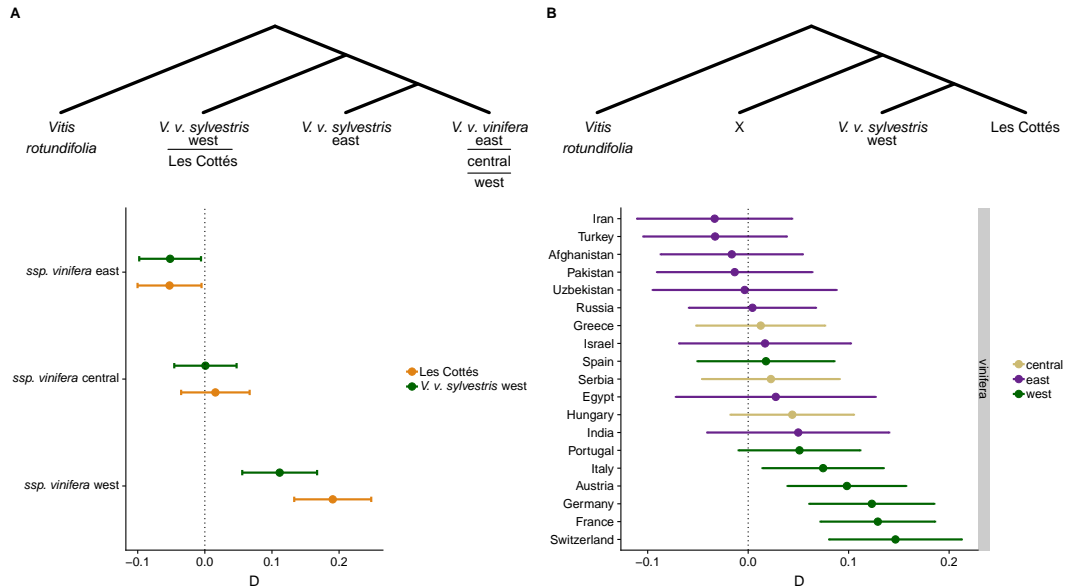 A
Vitis
rotundifolia
V. v. sylvestris
west
Les Cottés
V. v. sylvestris
east
V. v. vinifera
east
central
west
ssp. vinifera east
ssp. vinifera central
ssp. vinifera west
−0.1
0.0
0.1
0.2
D
Les Cottés
V. v. sylvestris west
B
Vitis
rotundifolia
X
V. v. sylvestris
west
Les Cottés
Iran
Turkey
Afghanistan
Pakistan
Uzbekistan
Russia
Greece
Israel
Spain
Serbia
Egypt
Hungary
India
Portugal
Italy
Austria
Germany
France
Switzerland
−0.1
0.0
0.1
0.2
D
vinifera
central
east
west